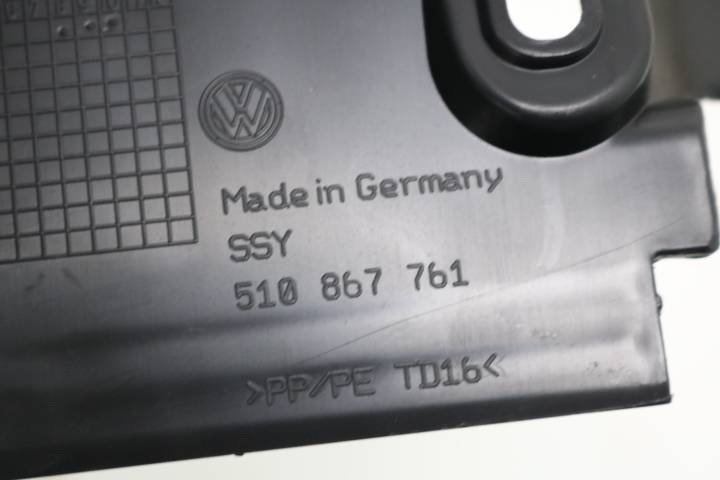 Made in Germany
SSY
510 867 761
>PP/PE TD16<